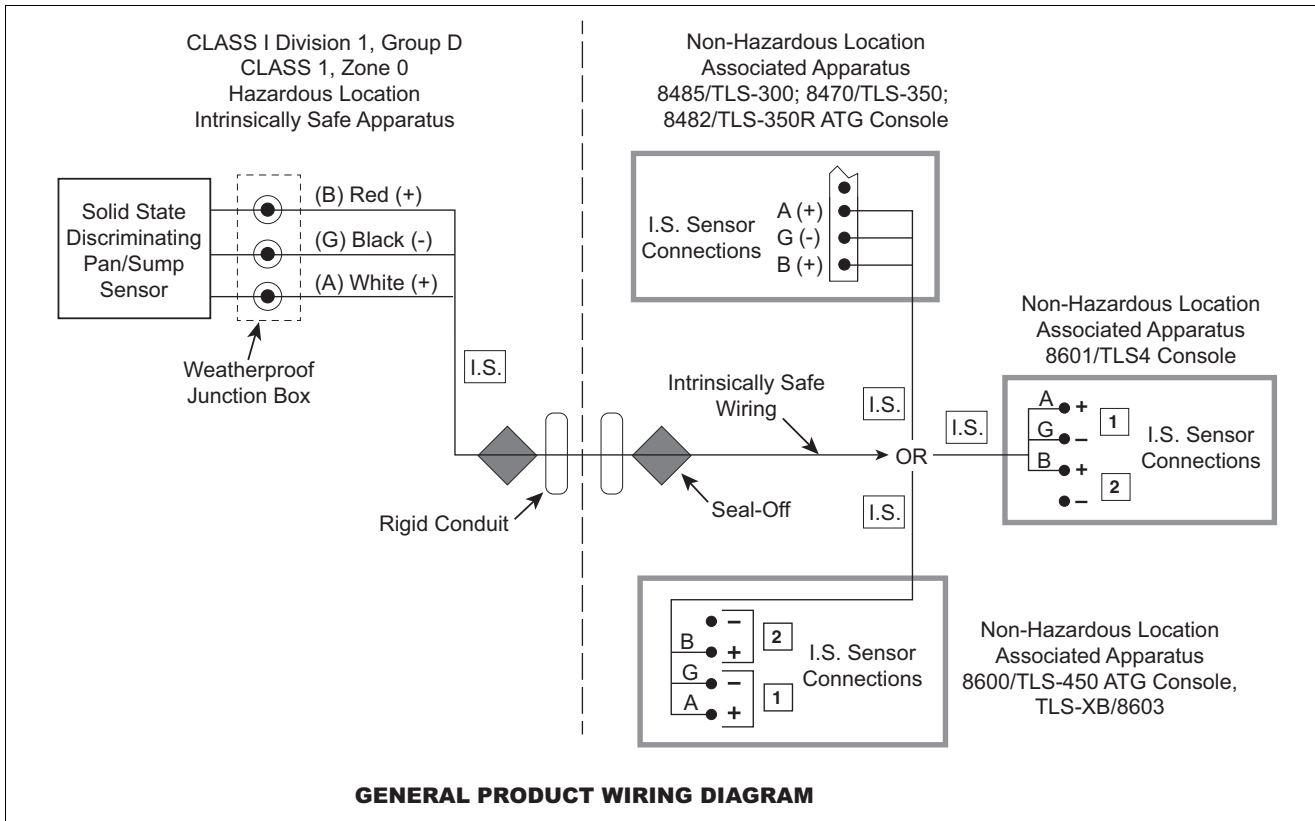 CLASS I Division 1, Group D
CLASS 1, Zone 0
Hazardous Location
Intrinsically Safe Apparatus
Non-Hazardous Location
Associated Apparatus
8485/TLS-300; 8470/TLS-350;
8482/TLS-350R ATG Console
Solid State
Discriminating
Pan/Sump
Sensor
(B) Red (+)
(G) Black (-)
(A) White (+)
Weatherproof
Junction Box
I.S.
I.S. Sensor
Connections
A (+)
G (-)
B (+)
Non-Hazardous Location
Associated Apparatus
8601/TLS4 Console
Intrinsically Safe
Wiring
I.S.
OR
I.S.
I.S.
A +
G –
B +
–
1
2
I.S. Sensor
Connections
Rigid Conduit
Seal-Off
–
B +
G –
A +
2
1
I.S. Sensor
Connections
Non-Hazardous Location
Associated Apparatus
8600/TLS-450 ATG Console,
TLS-XB/8603
GENERAL PRODUCT WIRING DIAGRAM